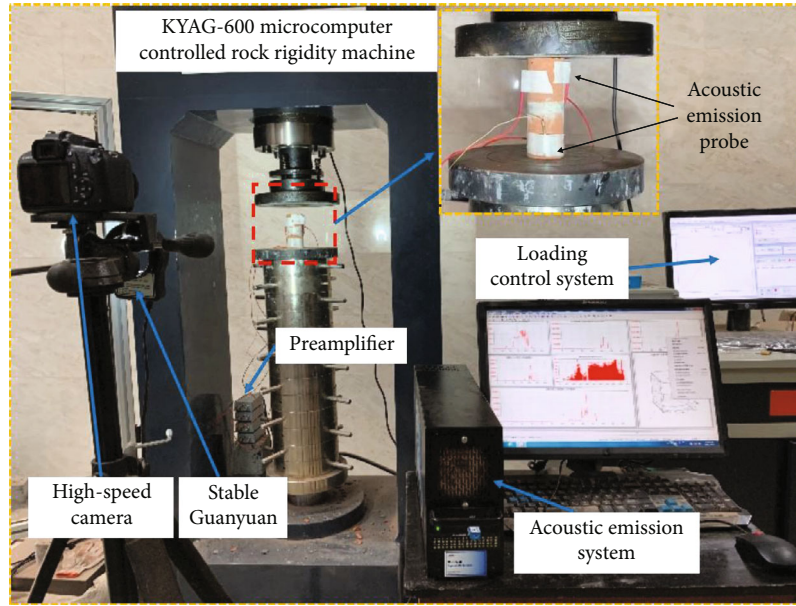 KYAG-600 microcomputer
controlled rock rigidity machine
Acoustic
emission
probe
Loading
control system
Preamplifier
High-speed
camera
Stable
Guanyuan
Acoustic emission
system